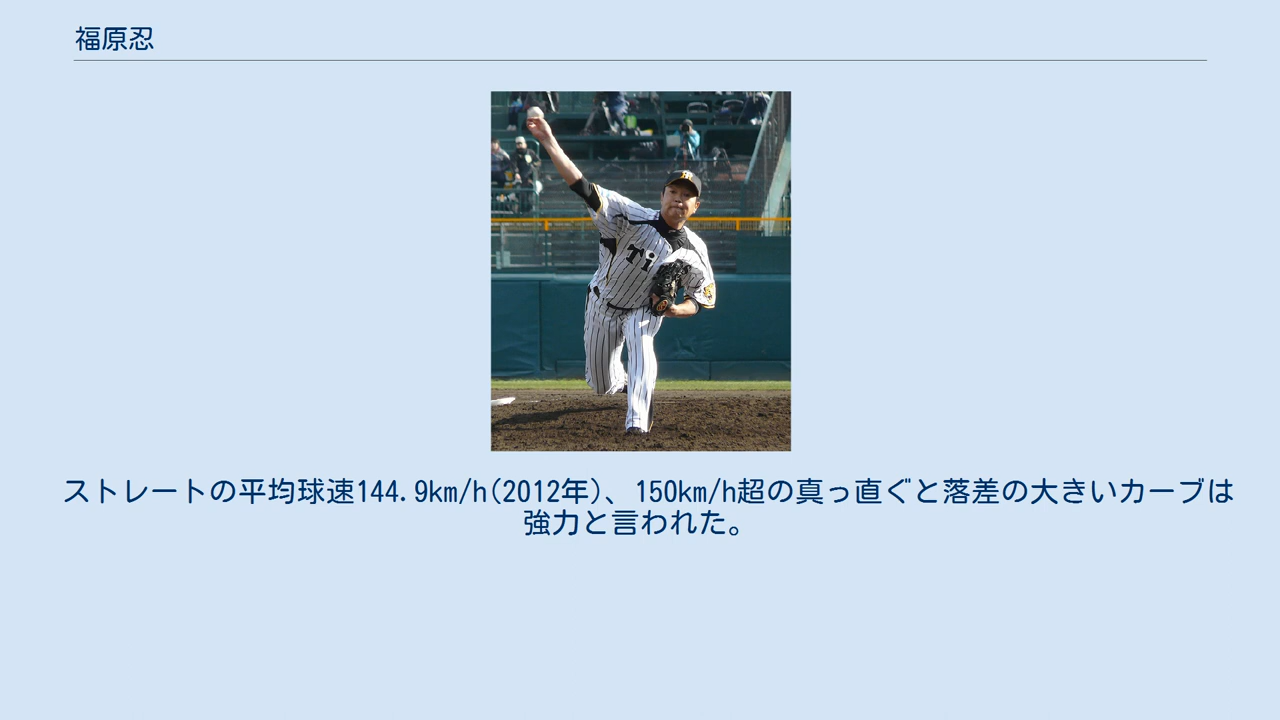 福原忍
Ti
ストレートの平均球速144.9km/h(2012年)、150km/h超の真っ直ぐと落差の大きいカーブは
強力と言われた。